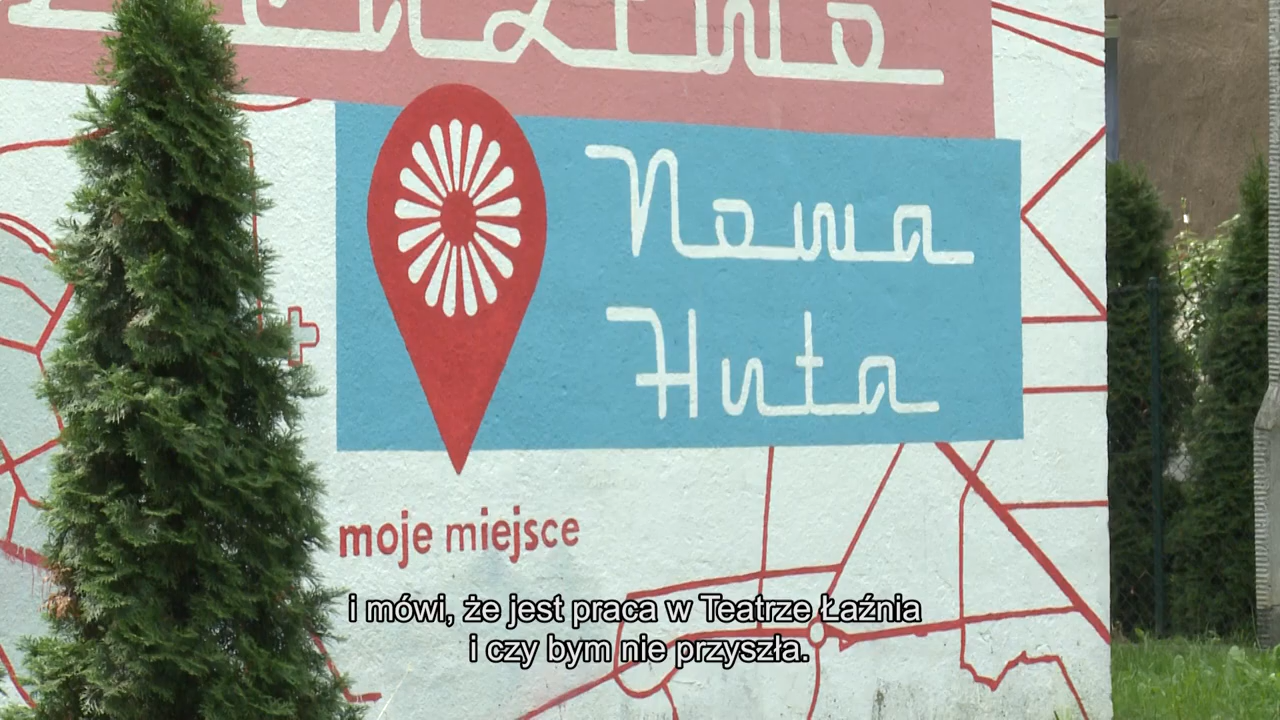 Nowa
Huta
moje miejsce
i mówi, że jest praca w Teatrze Łaźnia
i czy bym nie przyszła.